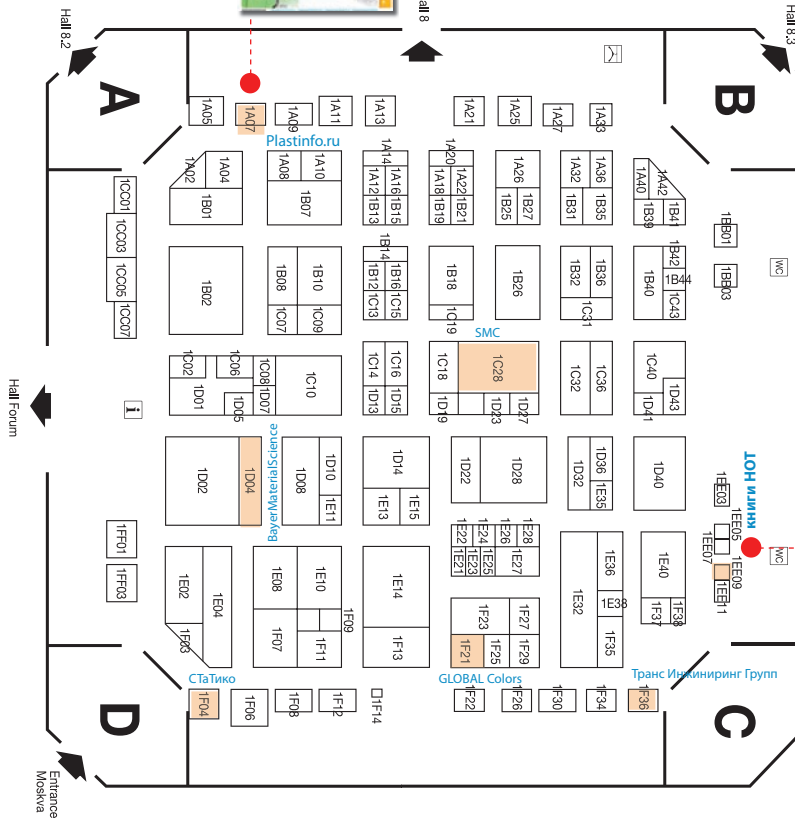 Hall 8.2
all 8
Hall 8.3
A
B
1A05
1A07
1A09
1A11
1A13
1A21
1A25
1A27
1A33
Plastinfo.ru
1A02
1A04
1B01
1A08
1A10
1B07
1A14
1A12
1A16
1B13
1B15
1A20
1A18
1A22
1B19
1B21
1A26
1B25
1B27
1A32
1A36
1B31
1B35
1A40
1A42
1B39
1B41
1CC01
1CC03
1CC05
1CC07
1BB01
1BB03
WC
1B02
1B08
1B10
1C07
1C09
1B14
1B12
1B16
1C13
1C15
1B18
1C19
1B26
1B32
1B36
1C31
1B40
1B42
1B44
1C43
SMC
1C02
1C06
1C08
1C10
1D01
1D05
1D07
1C14
1C16
1D13
1D15
1C18
1C28
1D19
1D23
1D27
1C32
1C36
1C40
1D41
1D43
Hall Forum
i
BayerMaterialScience
1D02
1D04
1D08
1D10
1E11
1D14
1E13
1E15
1D22
1D28
1D32
1D36
1E35
1D40
книги НОТ
1EE03
1EE05
1EE07
1EE09
1EE11
WC
1FF01
1FF03
1E02
1E04
1F03
1E08
1E10
1F07
1F09
1F11
1E14
1F13
1E22
1E24
1E26
1E28
1E21
1E23
1E25
1E27
1F23
1F27
1F21
1F25
1F29
1E32
1E36
1E38
1F35
1E40
1F37
1F38
СТаТико
GLOBAL Colors
Транс Инжиниринг Групп
1F04
1F06
1F08
1F12
1F14
1F22
1F26
1F30
1F34
1F36
D
C
Entrance
Moskva